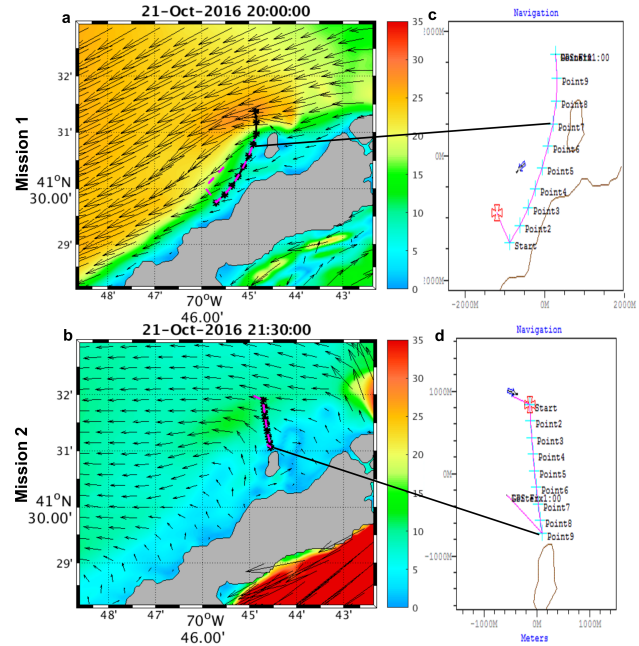 a
21-Oct-2016 20:00:00
c
Navigation
35
30
25
20
15
10
5
0
32'
31'
41°N
30.00'
29'
48'
47'
70°W
46.00'
45'
44'
43'
Mission 1
0M
Point9
Point8
Point7
Point6
Point5
Point4
Point3
Point2
Start
-2000M
0M
2000M
b
21-Oct-2016 21:30:00
d
Navigation
35
30
25
20
15
10
5
0
32'
31'
41°N
30.00'
29'
48'
47'
70°W
46.00'
45'
44'
43'
Mission 2
1000M
0M
-1000M
Start
Point2
Point3
Point4
Point5
Point6
Point7
Point8
Point9
-1000M
0M
1000M
Meters